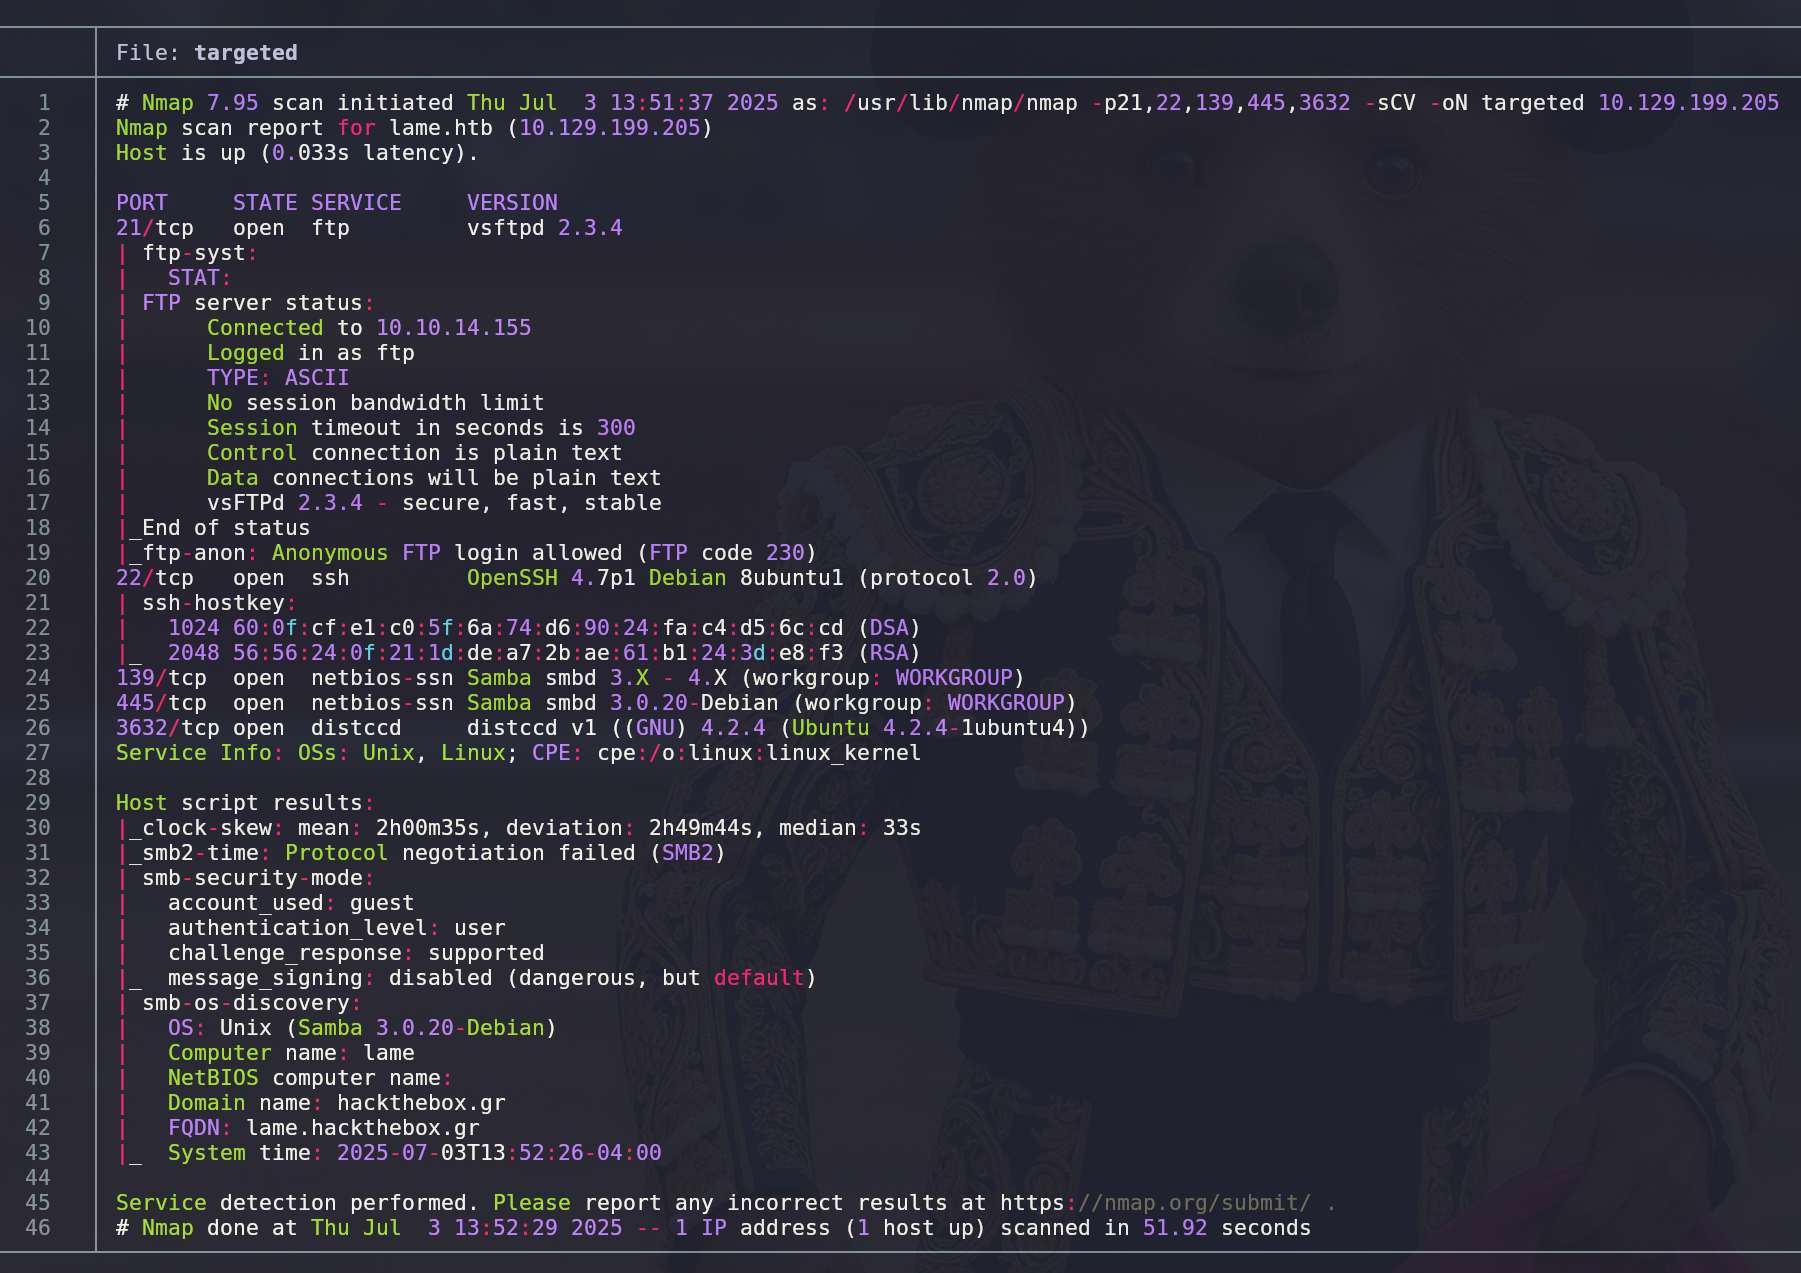 File: targeted
1 # Nmap 7.95 scan initiated Thu Jul  3 13:51:37 2025 as: /usr/lib/nmap/nmap -p21,22,139,445,3632 -sCV -oN targeted 10.129.199.205
2 Nmap scan report for lame.htb (10.129.199.205)
3 Host is up (0.033s latency).
4
5 PORT     STATE SERVICE     VERSION
6 21/tcp   open  ftp         vsftpd 2.3.4
7 | ftp-syst:
8 |   STAT:
9 | FTP server status:
10 |      Connected to 10.10.14.155
11 |      Logged in as ftp
12 |      TYPE: ASCII
13 |      No session bandwidth limit
14 |      Session timeout in seconds is 300
15 |      Control connection is plain text
16 |      Data connections will be plain text
17 |      vsFTPd 2.3.4 - secure, fast, stable
18 |_End of status
19 |_ftp-anon: Anonymous FTP login allowed (FTP code 230)
20 22/tcp   open  ssh         OpenSSH 4.7p1 Debian 8ubuntu1 (protocol 2.0)
21 | ssh-hostkey:
22 |   1024 60:0f:cf:e1:c0:5f:6a:74:d6:90:24:fa:c4:d5:6c:cd (DSA)
23 |_  2048 56:56:24:0f:21:1d:de:a7:2b:ae:61:b1:24:3d:e8:f3 (RSA)
24 139/tcp  open  netbios-ssn Samba smbd 3.X - 4.X (workgroup: WORKGROUP)
25 445/tcp  open  netbios-ssn Samba smbd 3.0.20-Debian (workgroup: WORKGROUP)
26 3632/tcp open  distccd     distccd v1 ((GNU) 4.2.4 (Ubuntu 4.2.4-1ubuntu4))
27 Service Info: OSs: Unix, Linux; CPE: cpe:/o:linux:linux_kernel
28
29 Host script results:
30 |_clock-skew: mean: 2h00m35s, deviation: 2h49m44s, median: 33s
31 |_smb2-time: Protocol negotiation failed (SMB2)
32 | smb-security-mode:
33 |   account_used: guest
34 |   authentication_level: user
35 |   challenge_response: supported
36 |_  message_signing: disabled (dangerous, but default)
37 | smb-os-discovery:
38 |   OS: Unix (Samba 3.0.20-Debian)
39 |   Computer name: lame
40 |   NetBIOS computer name:
41 |   Domain name: hackthebox.gr
42 |   FQDN: lame.hackthebox.gr
43 |_  System time: 2025-07-03T13:52:26-04:00
44
45 Service detection performed. Please report any incorrect results at https://nmap.org/submit/ .
46 # Nmap done at Thu Jul  3 13:52:29 2025 -- 1 IP address (1 host up) scanned in 51.92 seconds